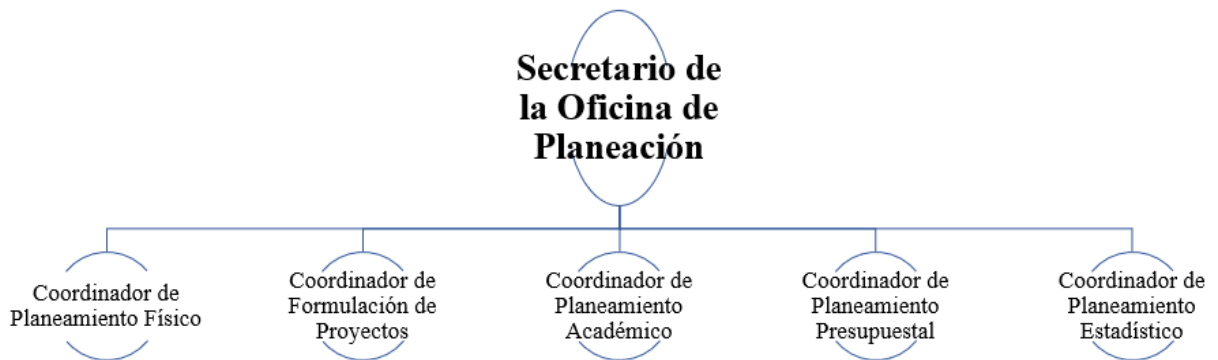 Secretario de
la Oficina de
Planeación
Coordinador de
Planeamiento Físico
Coordinador de
Formulación de
Proyectos
Coordinador de
Planeamiento
Académico
Coordinador de
Planeamiento
Presupuestal
Coordinador de
Planeamiento
Estadístico